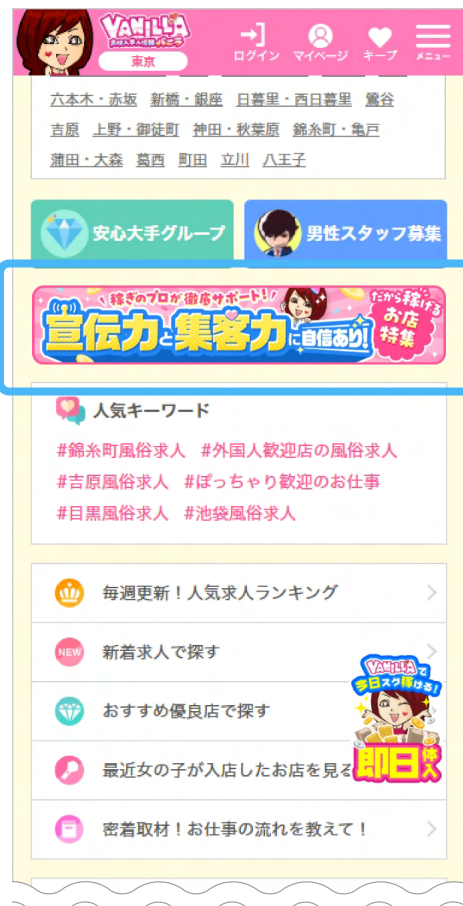 VANILLA
高収入求人情報 バニラ
東京
ログイン マイページ キープ メニュー
六本木・赤坂 新橋・銀座 日暮里・西日暮里 鶯谷
吉原 上野・御徒町 神田・秋葉原 錦糸町・亀戸
蒲田・大森 葛西 町田 立川 八王子
安心大手グループ 男性スタッフ募集
稼ぎのプロが徹底サポート!
宣伝力と集客力に自信あり!
だから稼げる
お店
特集
人気キーワード
#錦糸町風俗求人 #外国人歓迎店の風俗求人
#吉原風俗求人 #ぽっちゃり歓迎のお仕事
#目黒風俗求人 #池袋風俗求人
毎週更新！人気求人ランキング
NEW 新着求人で探す
おすすめ優良店で探す
最近女の子が入店したお店を見る
密着取材！お仕事の流れを教えて！
VANILLAで
今日スグ稼げる!
即日体入